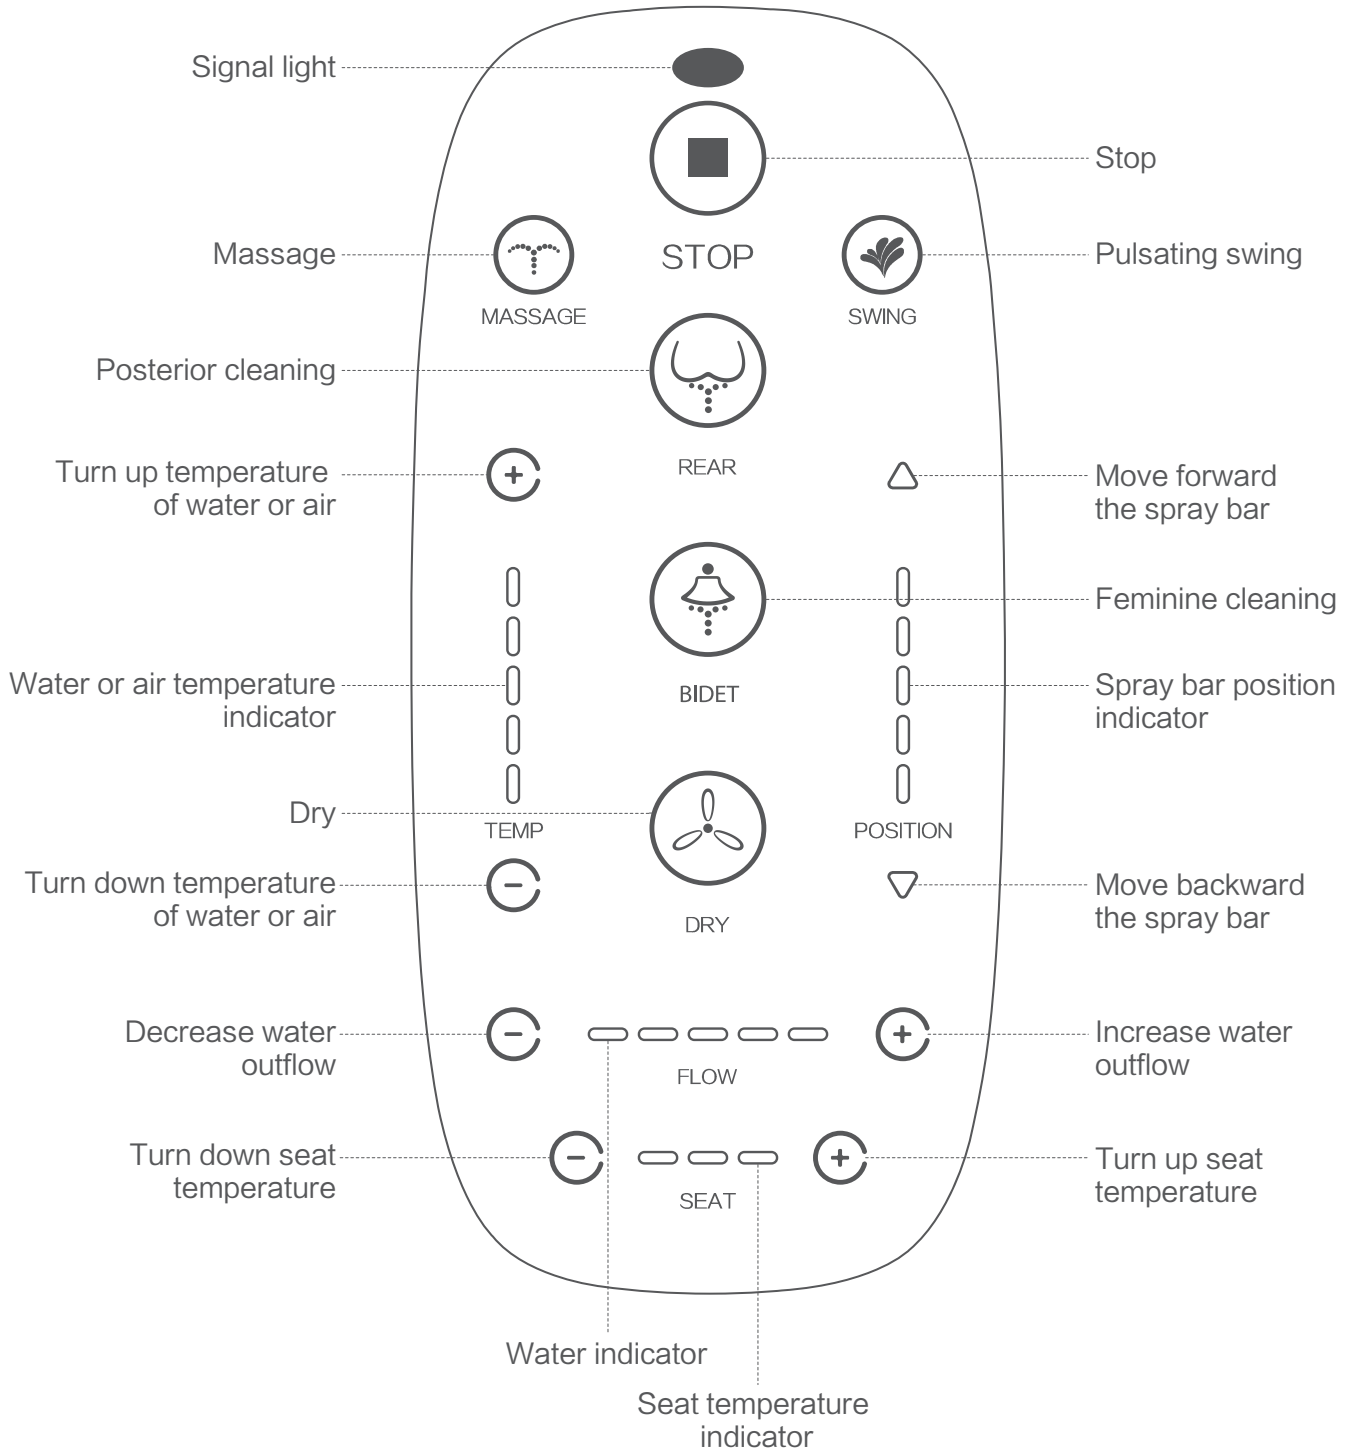 Signal light
Stop
Massage
STOP
Pulsating swing
MASSAGE
SWING
Posterior cleaning
REAR
Turn up temperature
of water or air
Move forward
the spray bar
Feminine cleaning
Water or air temperature
indicator
BIDET
Spray bar position
indicator
Dry
TEMP
POSITION
Turn down temperature
of water or air
DRY
Move backward
the spray bar
Decrease water
outflow
FLOW
Increase water
outflow
Turn down seat
temperature
SEAT
Turn up seat
temperature
Water indicator
Seat temperature
indicator